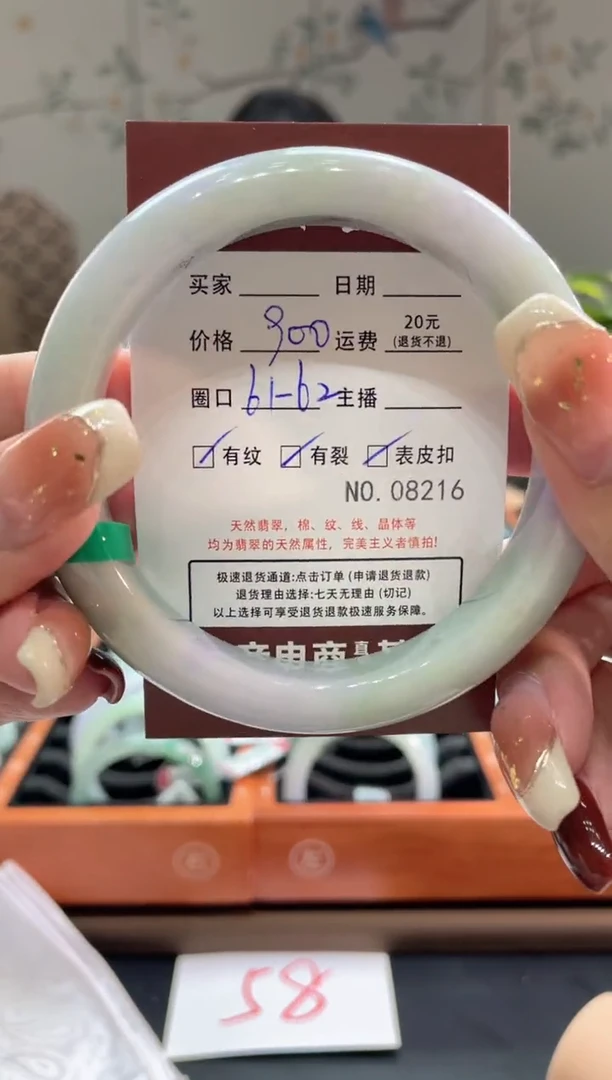 买家 日期
价格 900 运费 20元 (退货不退)
圈口 61-62 主播
有纹 有裂 表皮扣
NO. 08216
天然翡翠，棉、纹、线、晶体等
均为翡翠的天然属性，完美主义者慎拍!
极速退货通道:点击订单(申请退货退款)
退货理由选择:七天无理由(切记)
以上选择可享受退货退款极速服务保障。
电商 真
58